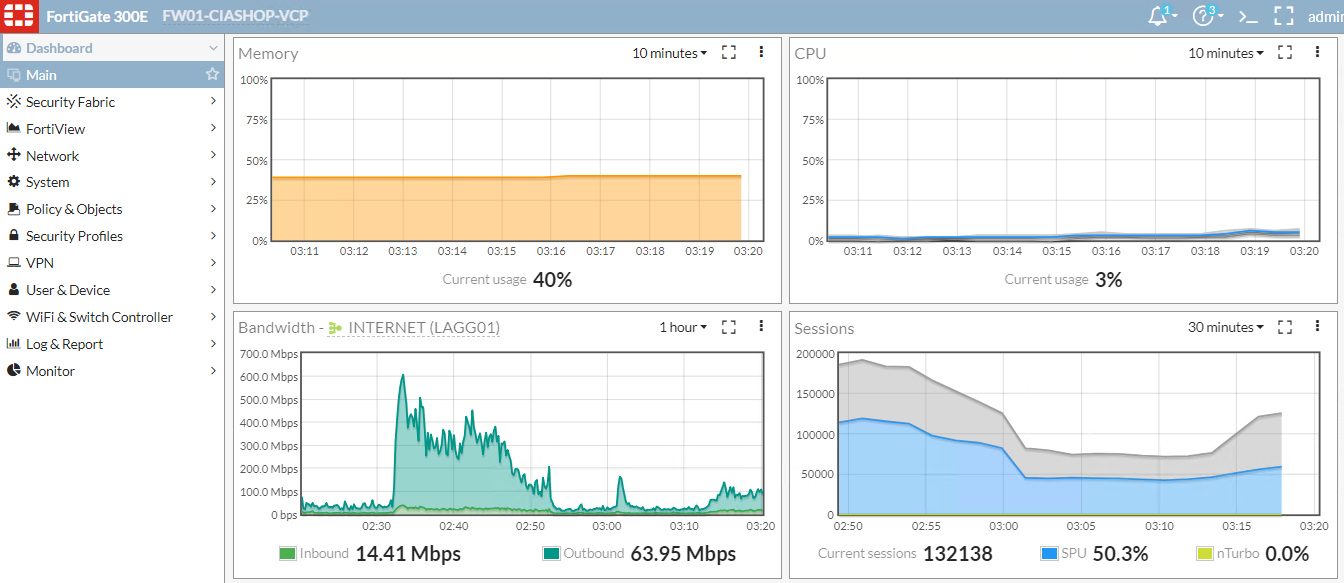 FortiGate 300E FW01-CIASHOP-VCP 1 3 >_ admin
Dashboard
Main
Security Fabric
FortiView
Network
System
Policy & Objects
Security Profiles
VPN
User & Device
WiFi & Switch Controller
Log & Report
Monitor
Memory 10 minutes
100%
75%
50%
25%
0%
03:11 03:12 03:13 03:14 03:15 03:16 03:17 03:18 03:19 03:20
Current usage 40%
CPU 10 minutes
100%
75%
50%
25%
0%
03:11 03:12 03:13 03:14 03:15 03:16 03:17 03:18 03:19 03:20
Current usage 3%
Bandwidth - INTERNET (LAGG01) 1 hour
700.0 Mbps
600.0 Mbps
500.0 Mbps
400.0 Mbps
300.0 Mbps
200.0 Mbps
100.0 Mbps
0 bps
02:30 02:40 02:50 03:00 03:10 03:20
Inbound 14.41 Mbps Outbound 63.95 Mbps
Sessions 30 minutes
200000
150000
100000
50000
0
02:50 02:55 03:00 03:05 03:10 03:15 03:20
Current sessions 132138 SPU 50.3% nTurbo 0.0%